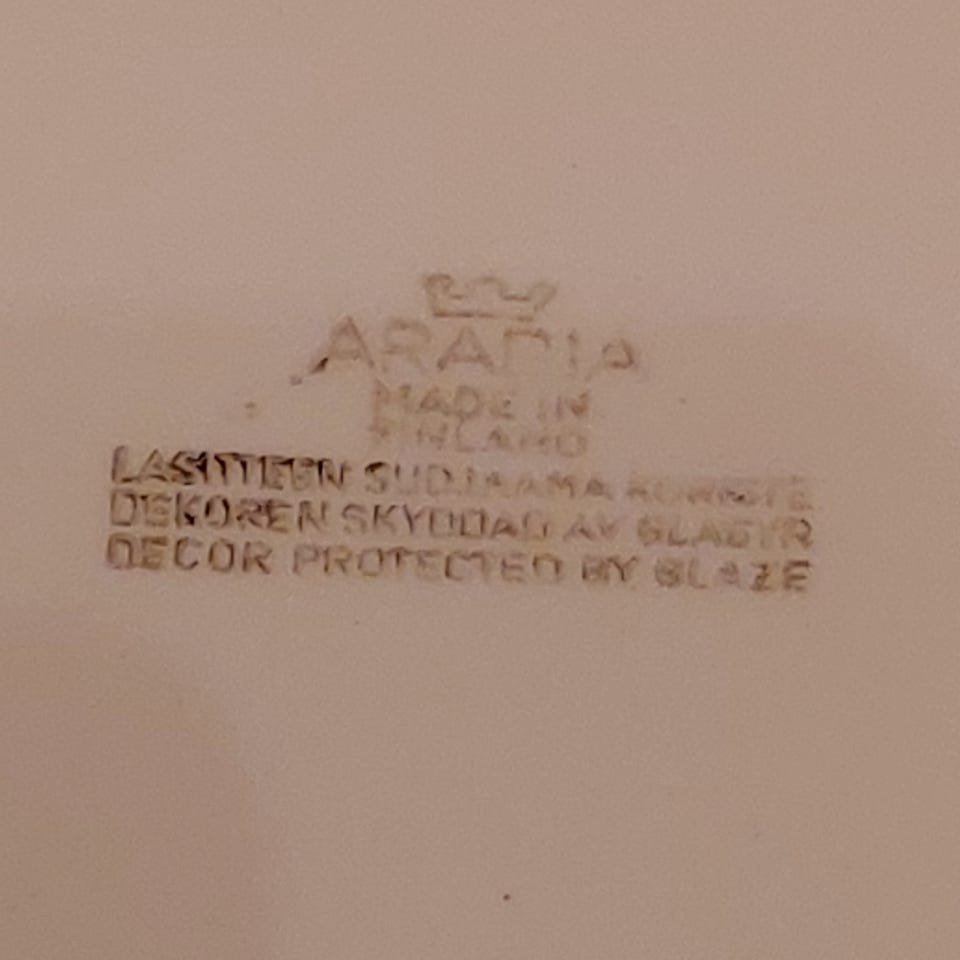 ARABIA
MADE IN
FINLAND
LASITTEEN SUOJAAMA KORISTE
DEKOREN SKYDDAD AV GLASYR
DECOR PROTECTED BY GLAZE